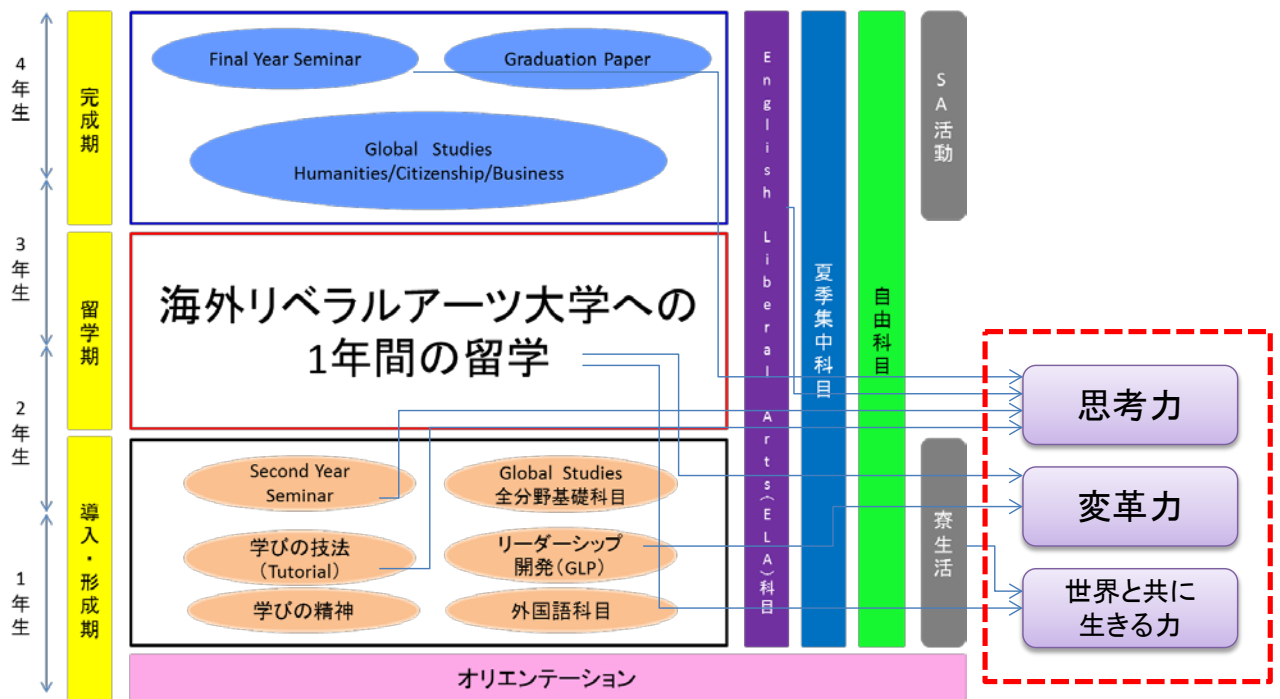 4年生
3年生
2年生
1年生
完成期
留学期
導入・形成期
Final Year Seminar
Graduation Paper
Global Studies
Humanities/Citizenship/Business
海外リベラルアーツ大学への
1年間の留学
Second Year
Seminar
Global Studies
全分野基礎科目
学びの技法
（Tutorial）
リーダーシップ
開発（GLP）
学びの精神
外国語科目
オリエンテーション
English Liberal Arts（ELA）科目
夏季集中科目
自由科目
SA活動
寮生活
思考力
変革力
世界と共に
生きる力